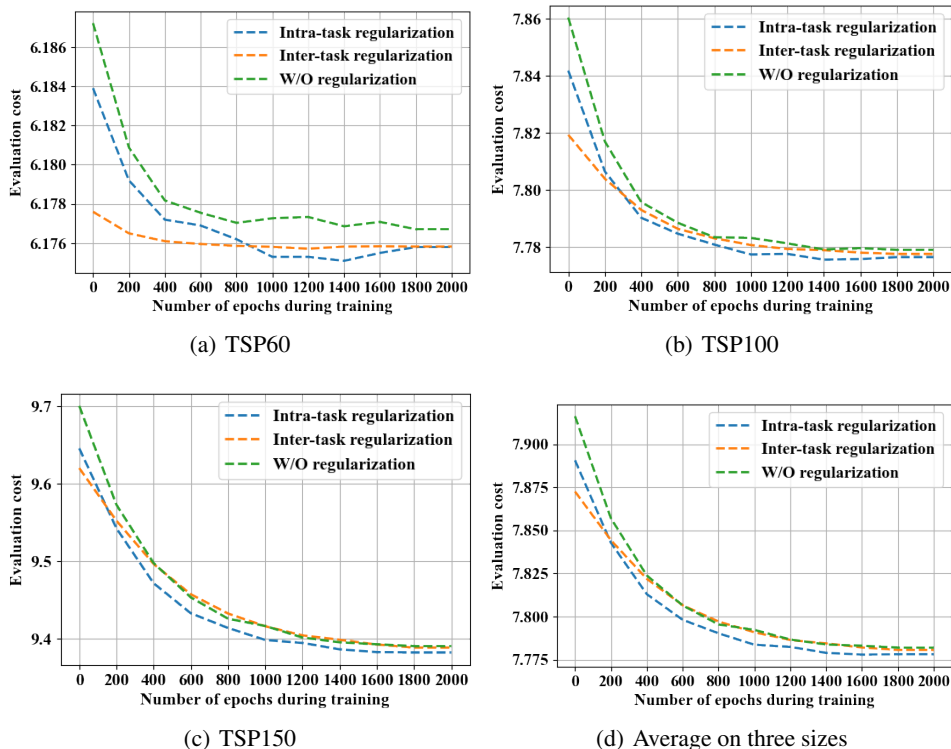 6.186
6.184
6.182
6.180
6.178
6.176
Evaluation cost
Intra-task regularization
Inter-task regularization
W/O regularization
0 200 400 600 800 1000 1200 1400 1600 1800 2000
Number of epochs during training
(a) TSP60
7.86
7.84
7.82
7.80
7.78
Evaluation cost
Intra-task regularization
Inter-task regularization
W/O regularization
0 200 400 600 800 1000 1200 1400 1600 1800 2000
Number of epochs during training
(b) TSP100
9.7
9.6
9.5
9.4
Evaluation cost
Intra-task regularization
Inter-task regularization
W/O regularization
0 200 400 600 800 1000 1200 1400 1600 1800 2000
Number of epochs during training
(c) TSP150
7.900
7.875
7.850
7.825
7.800
7.775
Evaluation cost
Intra-task regularization
Inter-task regularization
W/O regularization
0 200 400 600 800 1000 1200 1400 1600 1800 2000
Number of epochs during training
(d) Average on three sizes